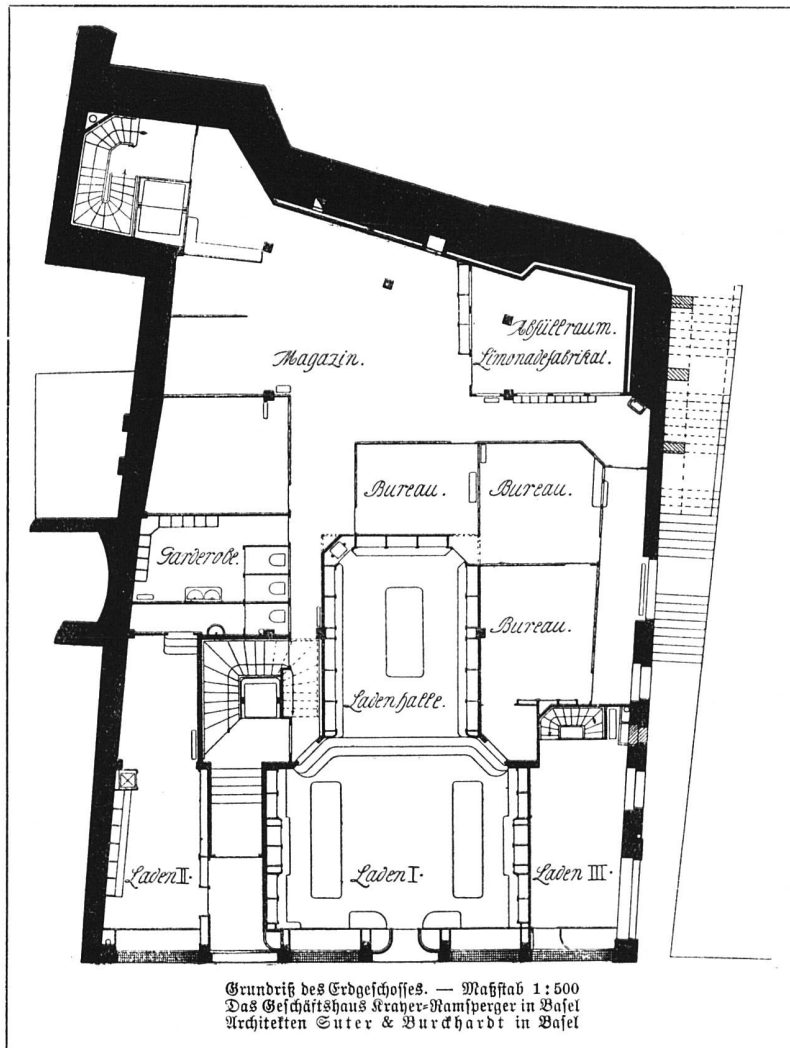 Abfüllraum.
Limonadefabrikat.
Magazin.
Bureau.
Bureau.
Garderobe.
Bureau.
Ladenhalle.
Laden II.
Laden I.
Laden III.
Grundriß des Erdgeschosses. — Maßstab 1:500
Das Geschäftshaus Krayer-Ramsperger in Basel
Architekten Suter & Burckhardt in Basel